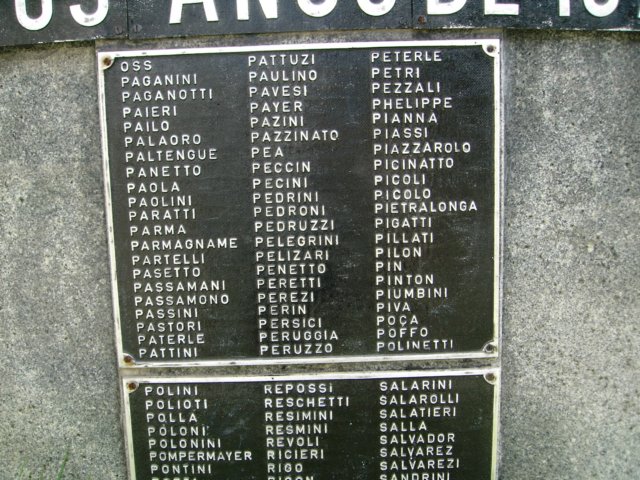 ANOS DE
OSS
PAGANINI
PAGANOTTI
PAIERI
PAILO
PALAORO
PALTENGUE
PANETTO
PAOLA
PAOLINI
PARATTI
PARMA
PARMAGNAME
PARTELLI
PASETTO
PASSAMANI
PASSAMONO
PASSINI
PASTORI
PATERLE
PATTINI
PATTUZI
PAULINO
PAVESI
PAYER
PAZINI
PAZZINATO
PEA
PECCIN
PECINI
PEDRINI
PEDRONI
PEDRUZZI
PELEGRINI
PELIZARI
PENETTO
PERETTI
PEREZI
PERIN
PERSICI
PERUGGIA
PERUZZO
PETERLE
PETRI
PEZZALI
PHELIPPE
PIANNA
PIASSI
PIAZZAROLO
PICINATTO
PICOLI
PICOLO
PIETRALONGA
PIGATTI
PILLATI
PILON
PIN
PINTON
PIUMBINI
PIVA
POÇA
POFFO
POLINETTI
POLINI
POLIOTI
POLLA
POLONI
POLONINI
POMPERMAYER
PONTINI
REPOSSI
RESCHETTI
RESIMINI
RESMINI
REVOLI
RICIERI
RIGO
SALARINI
SALAROLLI
SALATIERI
SALLA
SALVADOR
SALVAREZ
SALVAREZI
SANDRINI